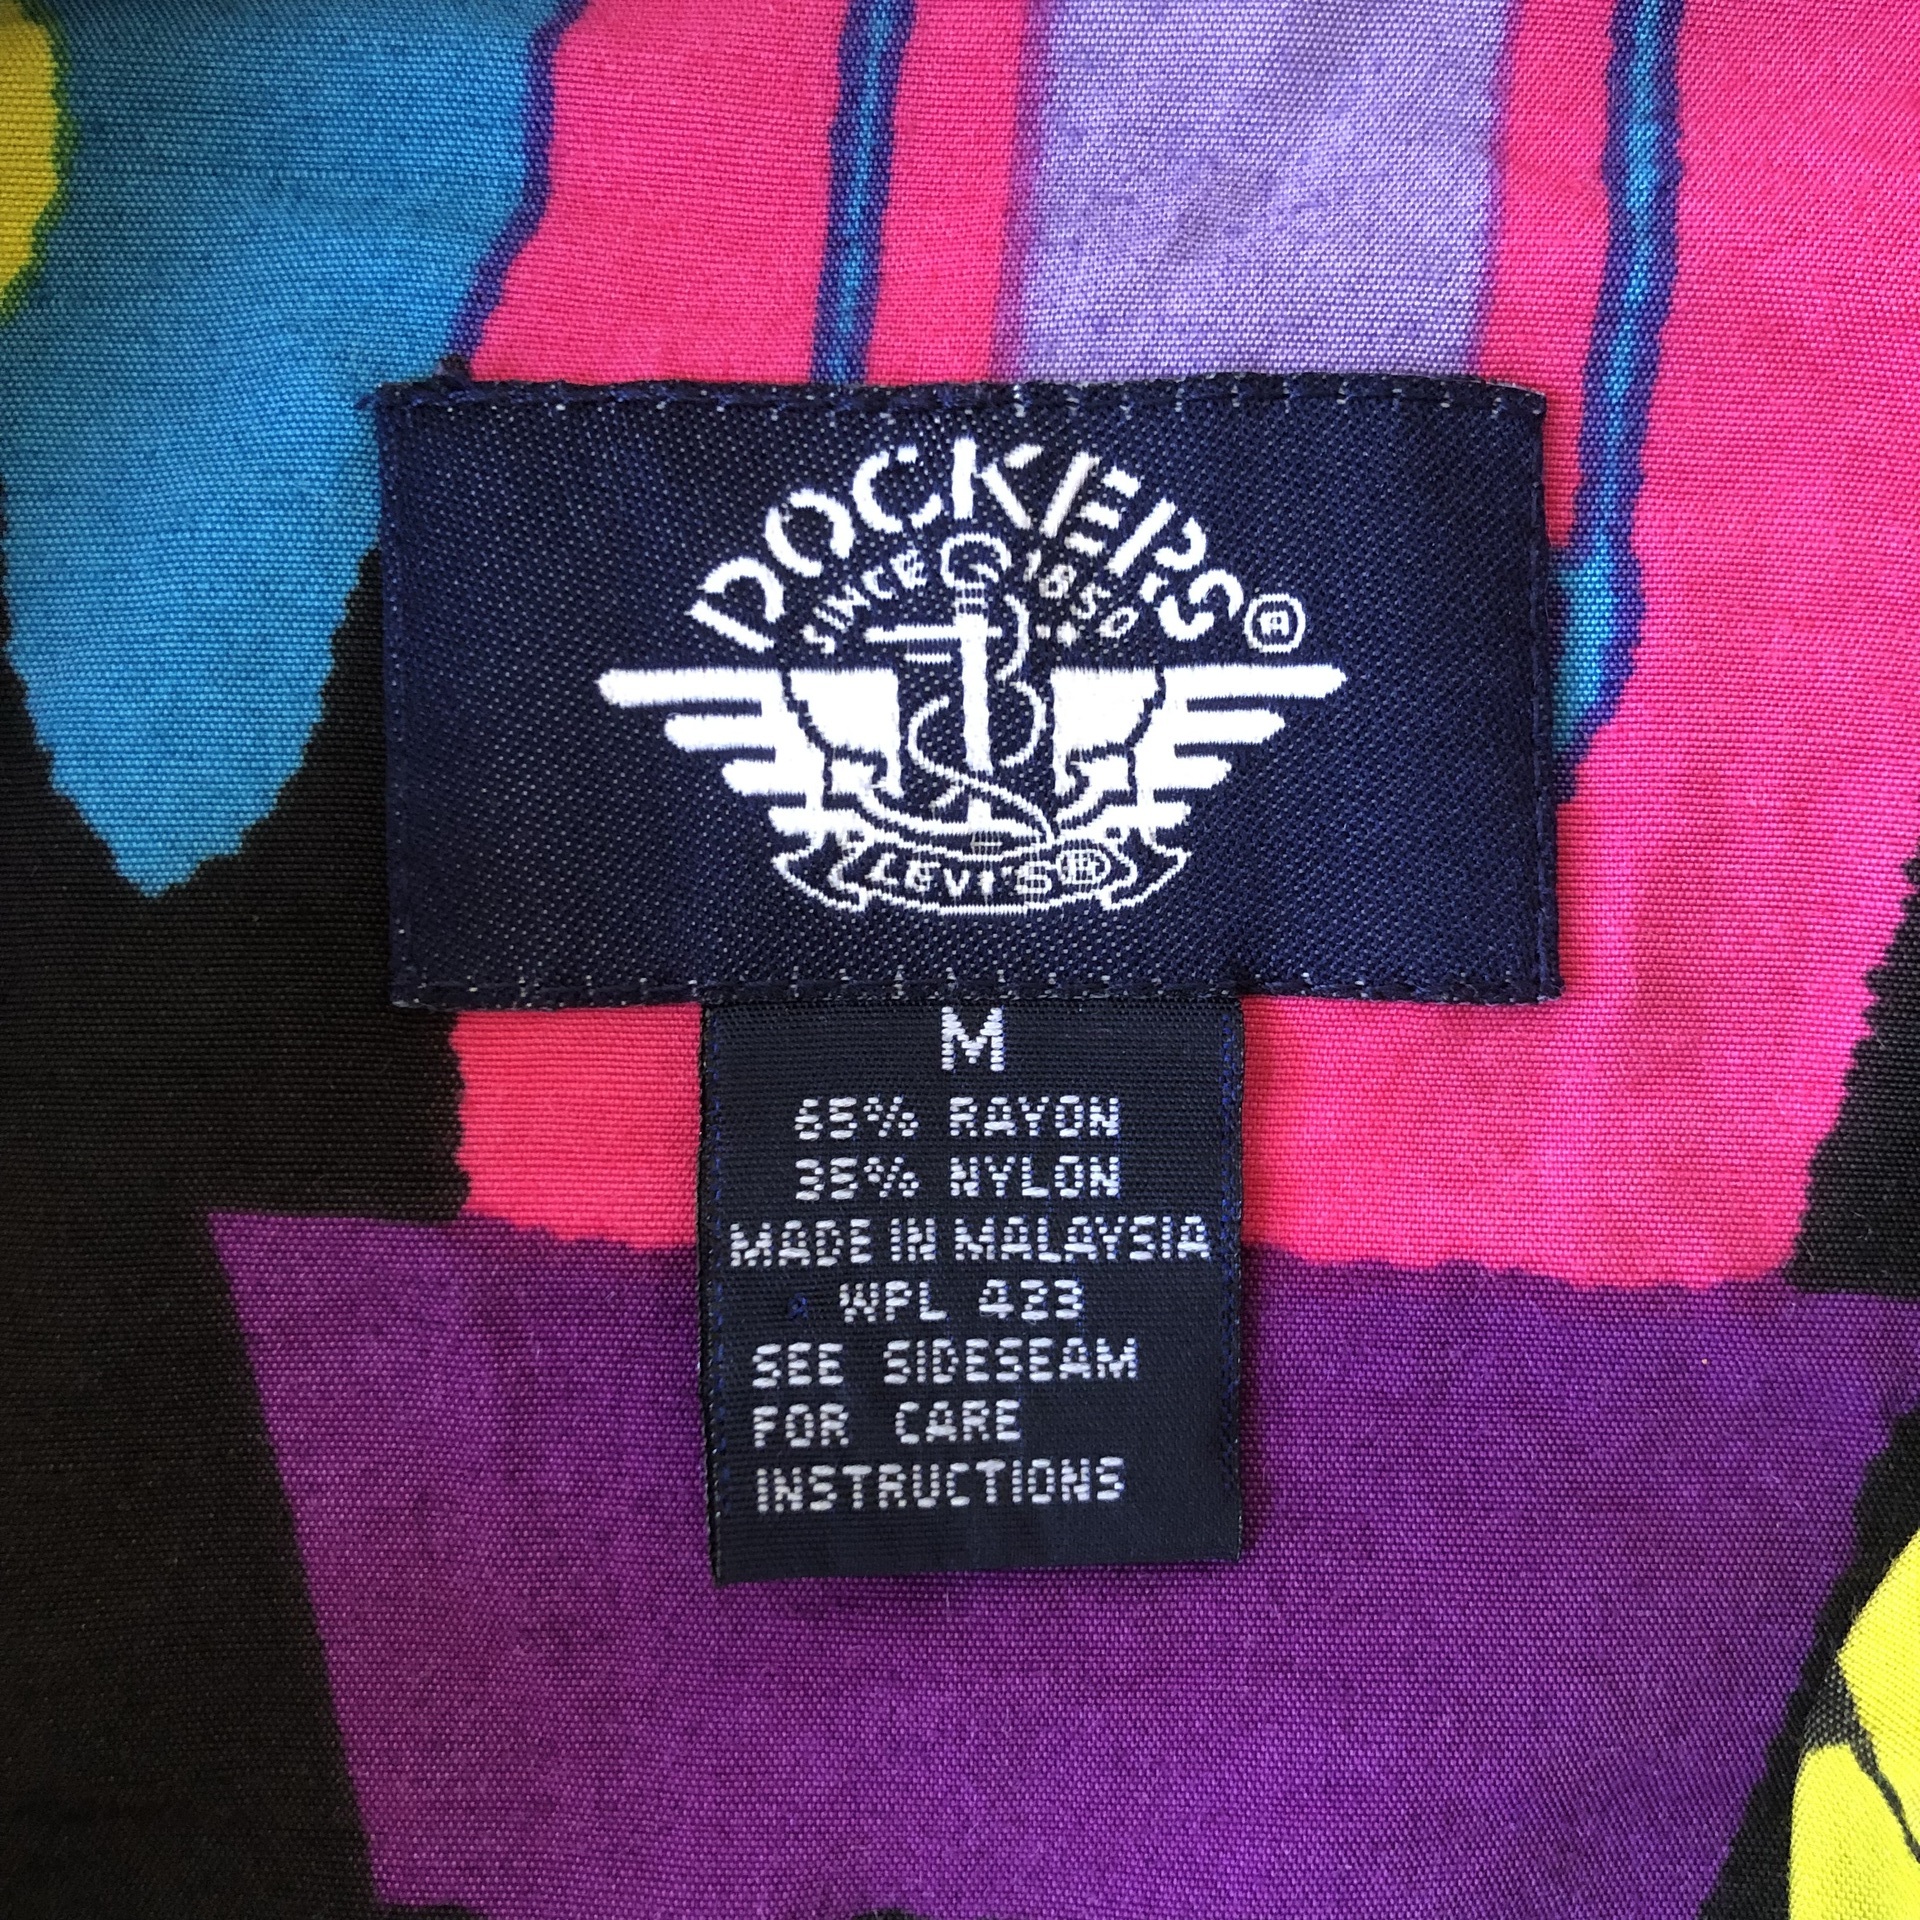 DOCKERS®
SINCE 1850
LEVI'S®
M
65% RAYON
35% NYLON
MADE IN MALAYSIA
WPL 423
SEE SIDESEAM
FOR CARE
INSTRUCTIONS